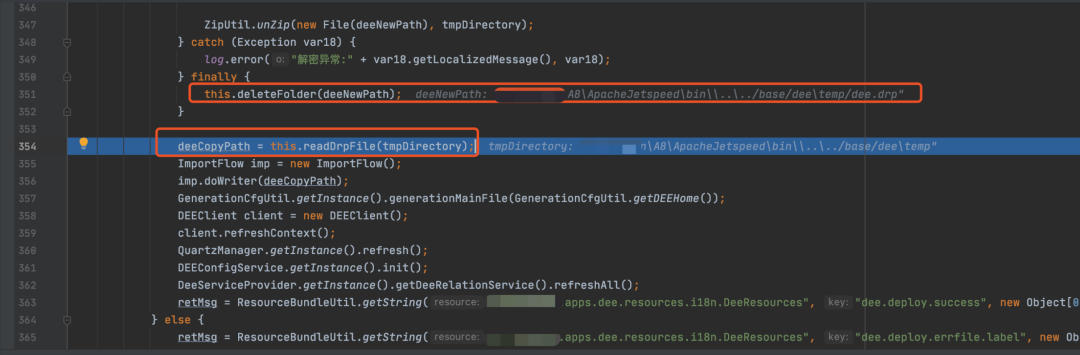 346
347 ZipUtil.unZip(new File(deeNewPath), tmpDirectory);
348 } catch (Exception var18) {
349 log.error( o: "解密异常:" + var18.getLocalizedMessage(), var18);
350 } finally {
351 this.deleteFolder(deeNewPath); deeNewPath: A8\ApacheJetspeed\bin\\..\../base/dee\temp/dee.drp"
352 }
353
354 deeCopyPath = this.readDrpFile(tmpDirectory); tmpDirectory: n\A8\ApacheJetspeed\bin\\..\../base/dee\temp"
355 ImportFlow imp = new ImportFlow();
356 imp.doWriter(deeCopyPath);
357 GenerationCfgUtil.getInstance().generationMainFile(GenerationCfgUtil.getDEEHome());
358 DEEClient client = new DEEClient();
359 client.refreshContext();
360 QuartzManager.getInstance().refresh();
361 DEEConfigService.getInstance().init();
362 DeeServiceProvider.getInstance().getDeeRelationService().refreshAll();
363 retMsg = ResourceBundleUtil.getString( resource: .apps.dee.resources.i18n.DeeResources", key: "dee.deploy.success", new Object[0
364 } else {
365 retMsg = ResourceBundleUtil.getString( resource: .apps.dee.resources.i18n.DeeResources", key: "dee.deploy.errfile.label", new Ob